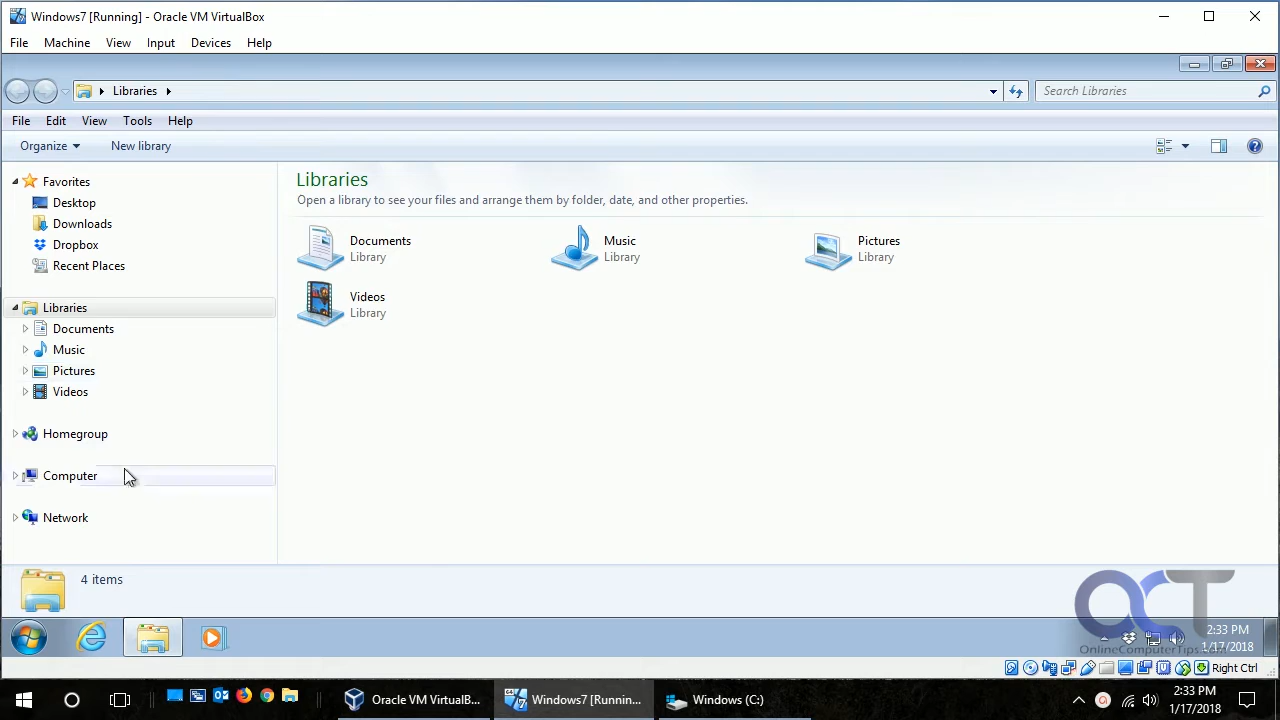 Windows7 [Running] - Oracle VM VirtualBox
File Machine View Input Devices Help
Libraries
Search Libraries
File Edit View Tools Help
Organize New library
Favorites
Desktop
Downloads
Dropbox
Recent Places
Libraries
Documents
Music
Pictures
Videos
Homegroup
Computer
Network
Libraries
Open a library to see your files and arrange them by folder, date, and other properties.
Documents
Library
Music
Library
Pictures
Library
Videos
Library
4 items
OCT
OnlineComputerTips.com
2:33 PM
1/17/2018
Right Ctrl
Oracle VM VirtualB...
Windows7 [Runnin...
Windows (C:)
2:33 PM
1/17/2018